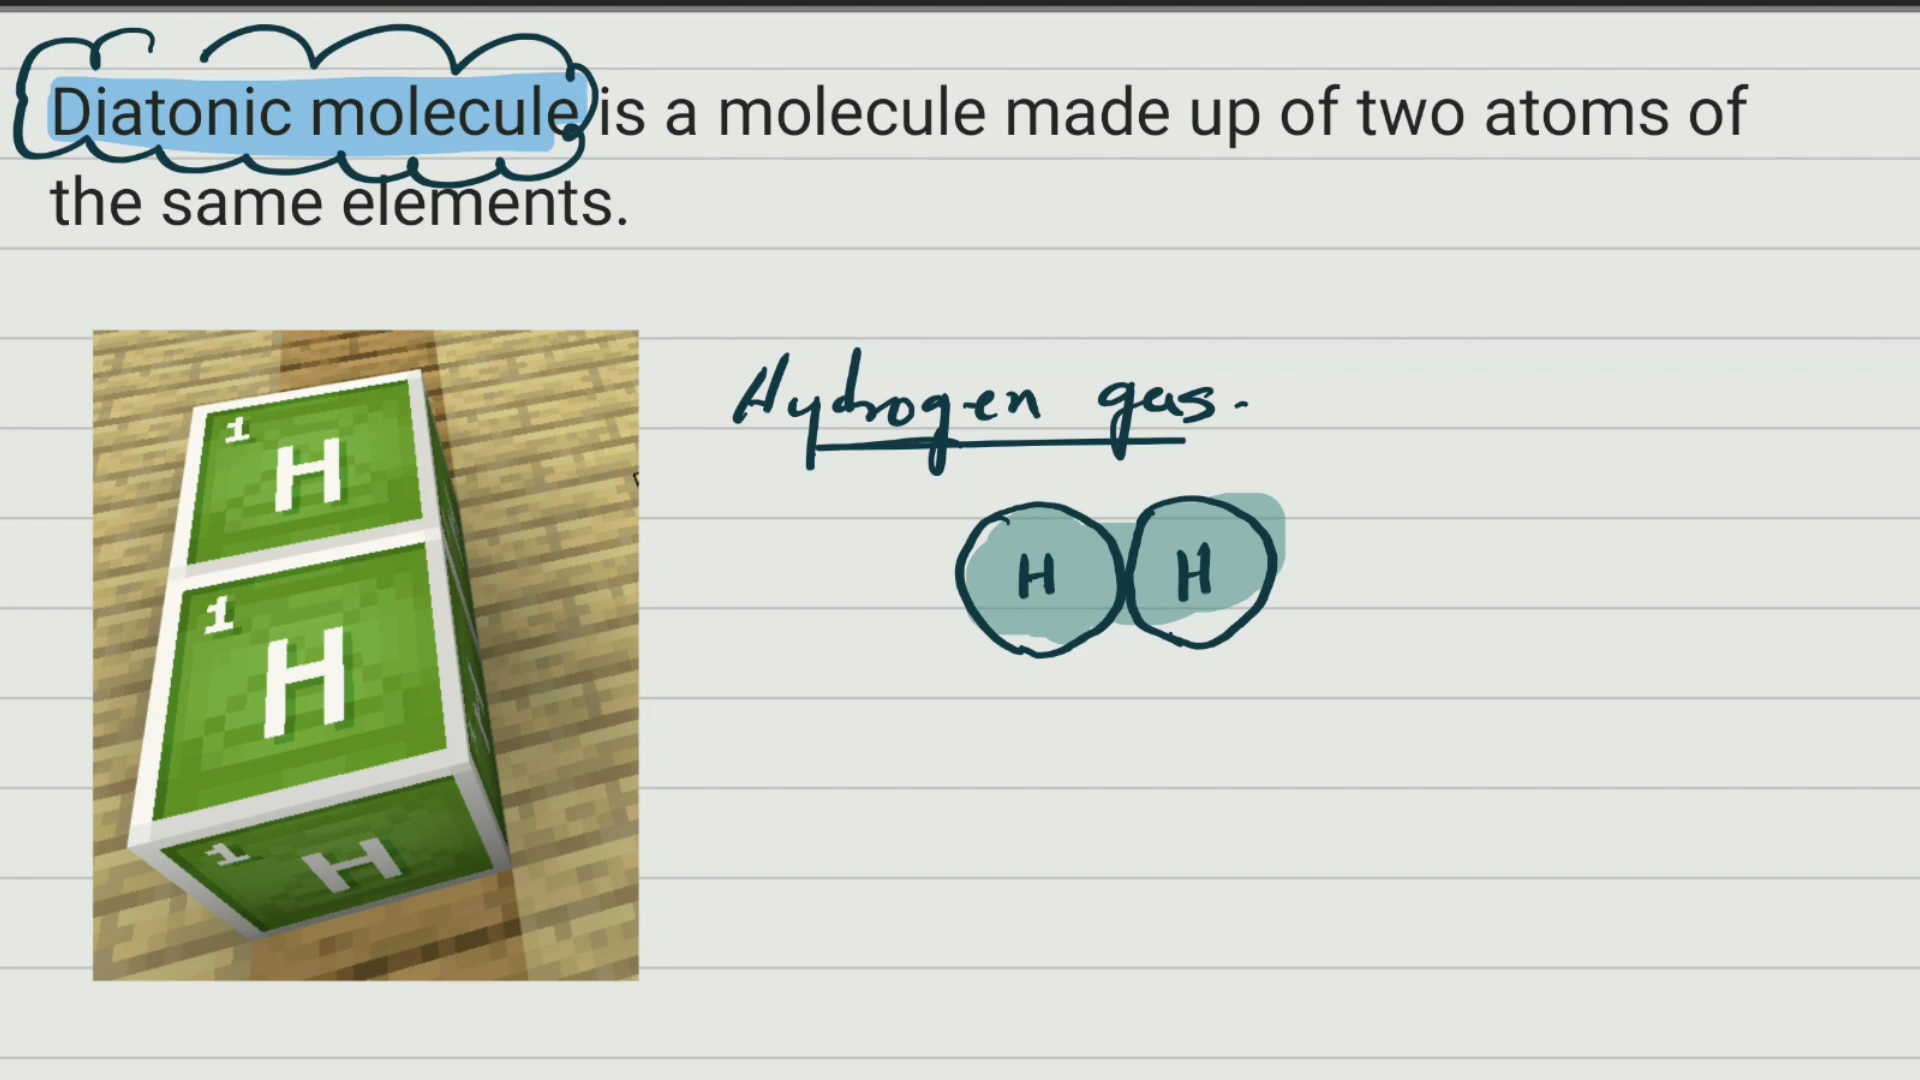 Diatonic molecule is a molecule made up of two atoms of
the same elements.
Hydrogen gas.
1
H
1
H
1
H
H H